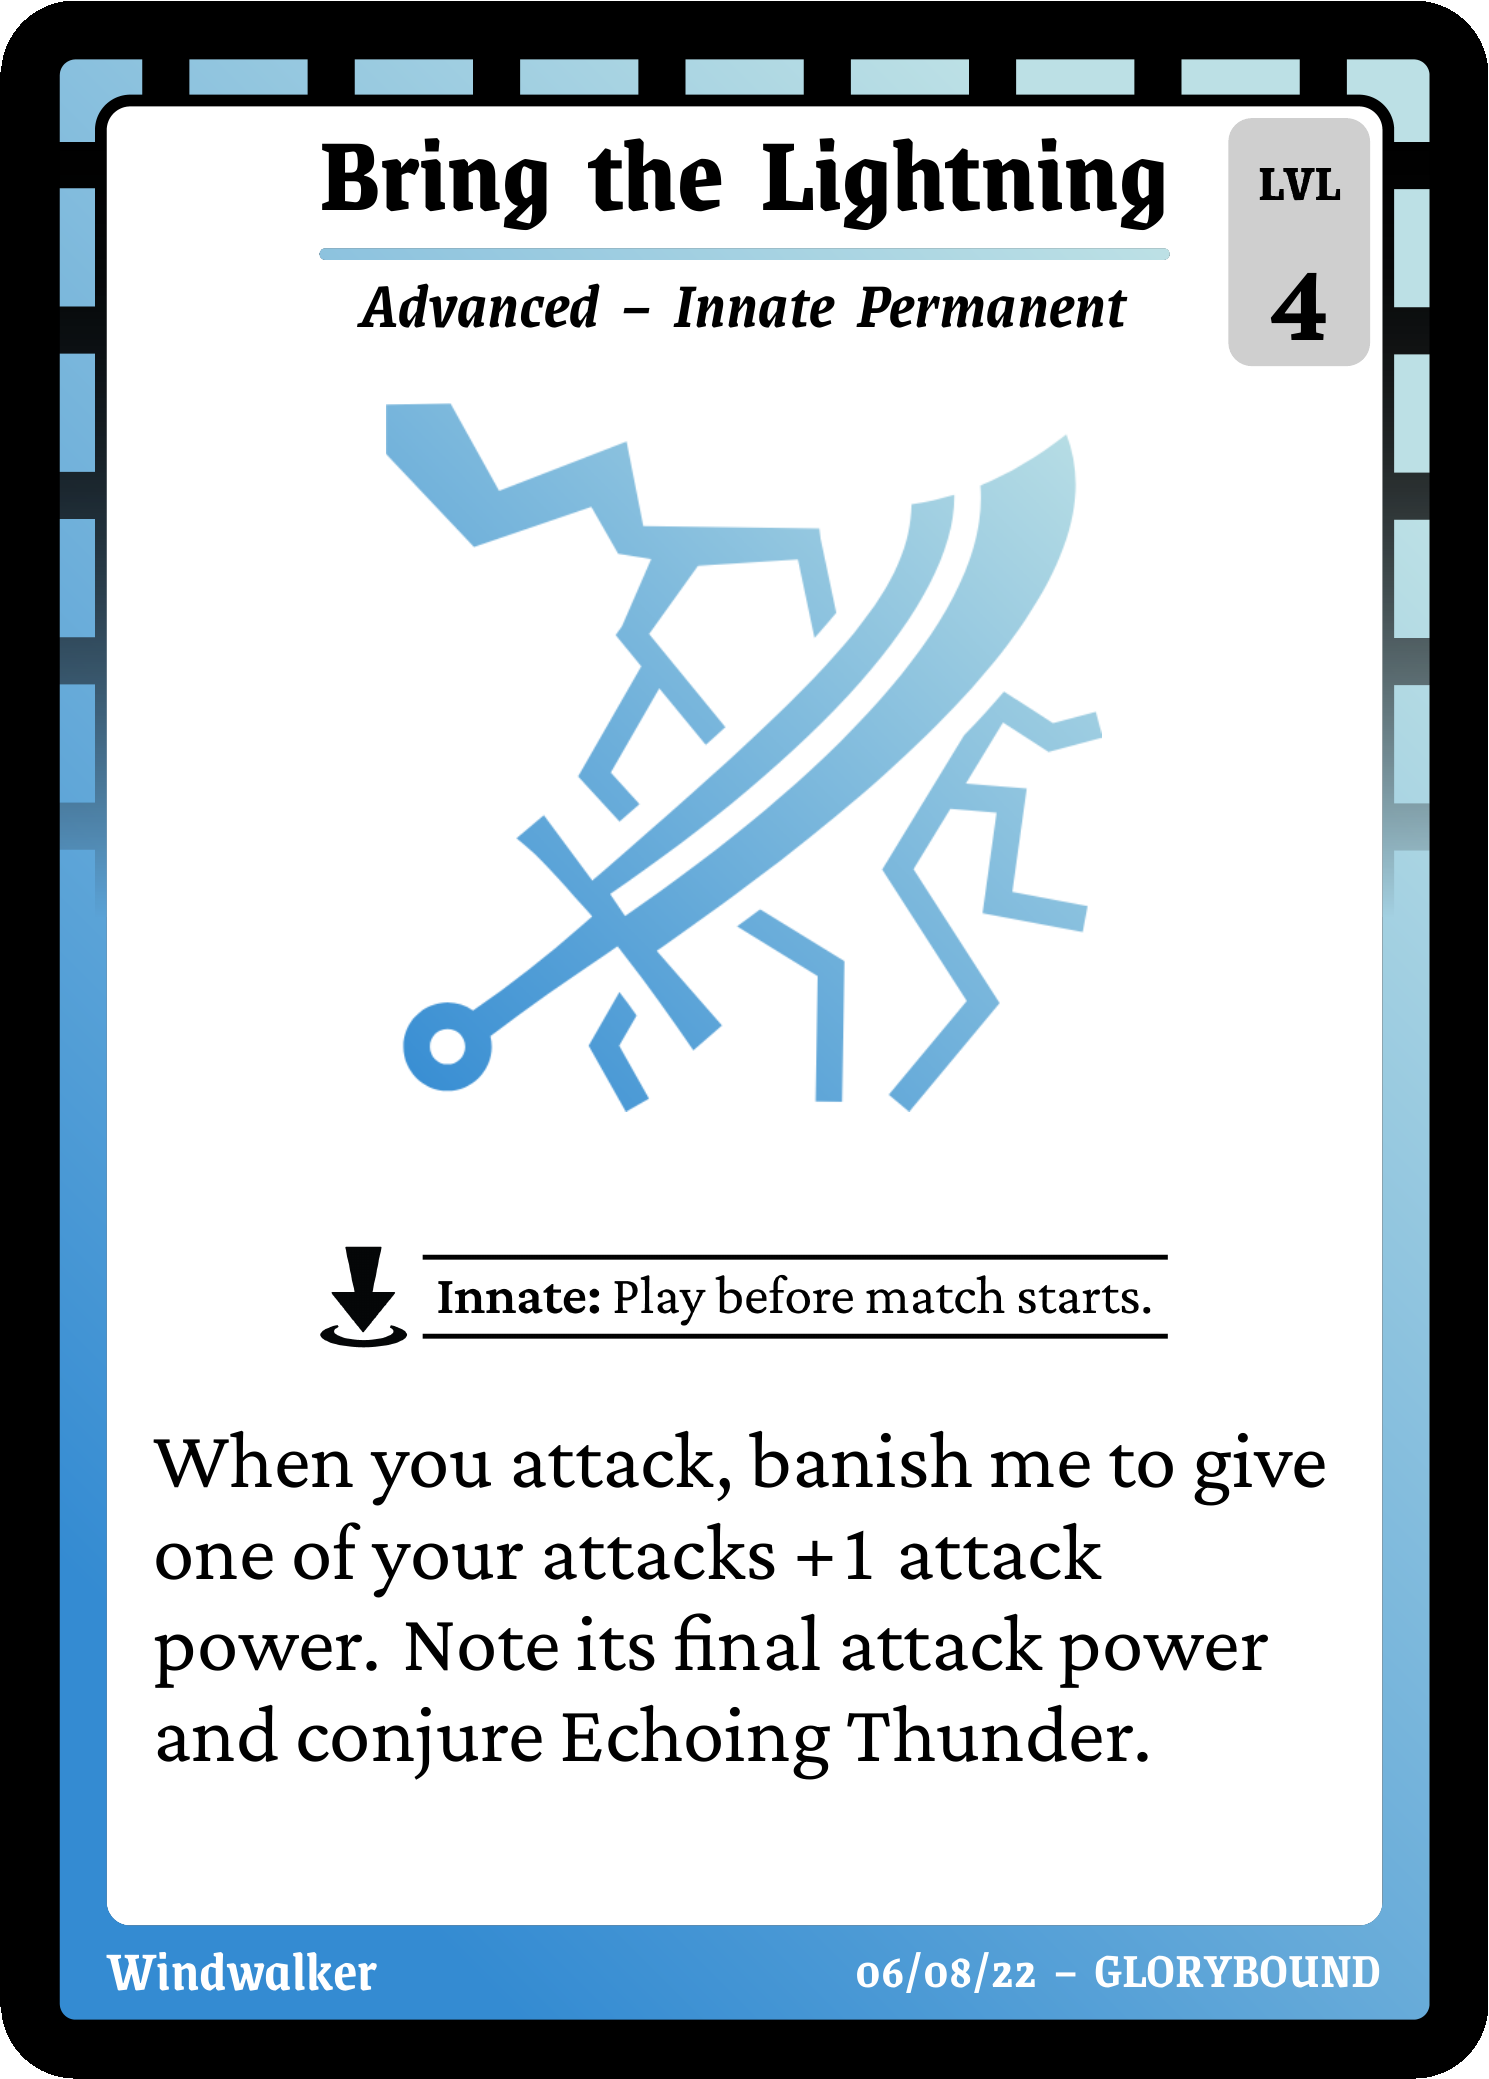 Bring the Lightning
LVL
4
Advanced – Innate Permanent
Innate: Play before match starts.
When you attack, banish me to give
one of your attacks +1 attack
power. Note its final attack power
and conjure Echoing Thunder.
Windwalker
06/08/22 – GLORYBOUND